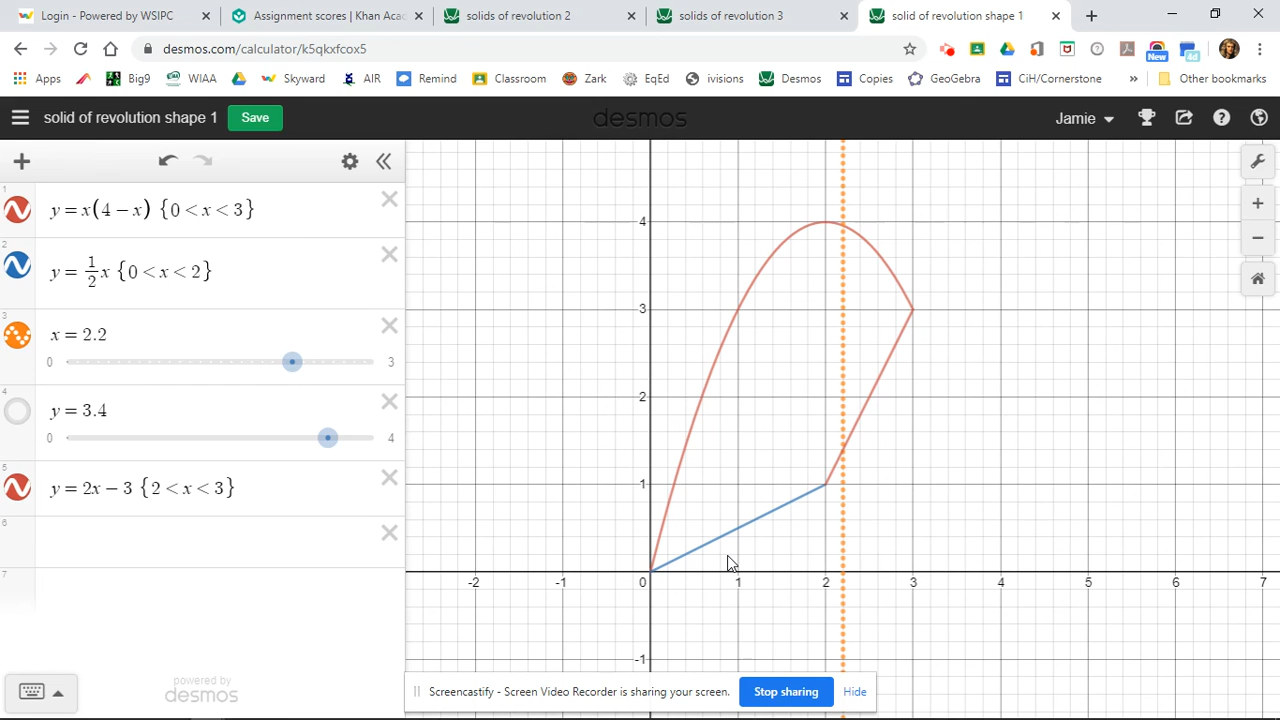 Login - Powered by WSIPC
Assignment scores | Khan Aca
solids of revolution 2
solids of revolution 3
solid of revolution shape 1
desmos.com/calculator/k5qkxfcox5
New
4d
Apps
Big9
WIAA
Skyward
AIR
Remind
Classroom
Zark
EqEd
ivisions
Desmos
Copies
GeoGebra
CiH/Cornerstone
»
Other bookmarks
solid of revolution shape 1
Save
desmos
Jamie
1
y = x(4 − x) {0 < x < 3}
2
y = 1/2 x {0 < x < 2}
3
x = 2.2
0
3
4
y = 3.4
0
4
5
y = 2x − 3 {2 < x < 3}
6
7
powered by
desmos
4
3
2
1
-2
-1
0
1
2
3
4
5
6
7
-1
Screencastify - Screen Video Recorder is sharing your screen.
Stop sharing
Hide